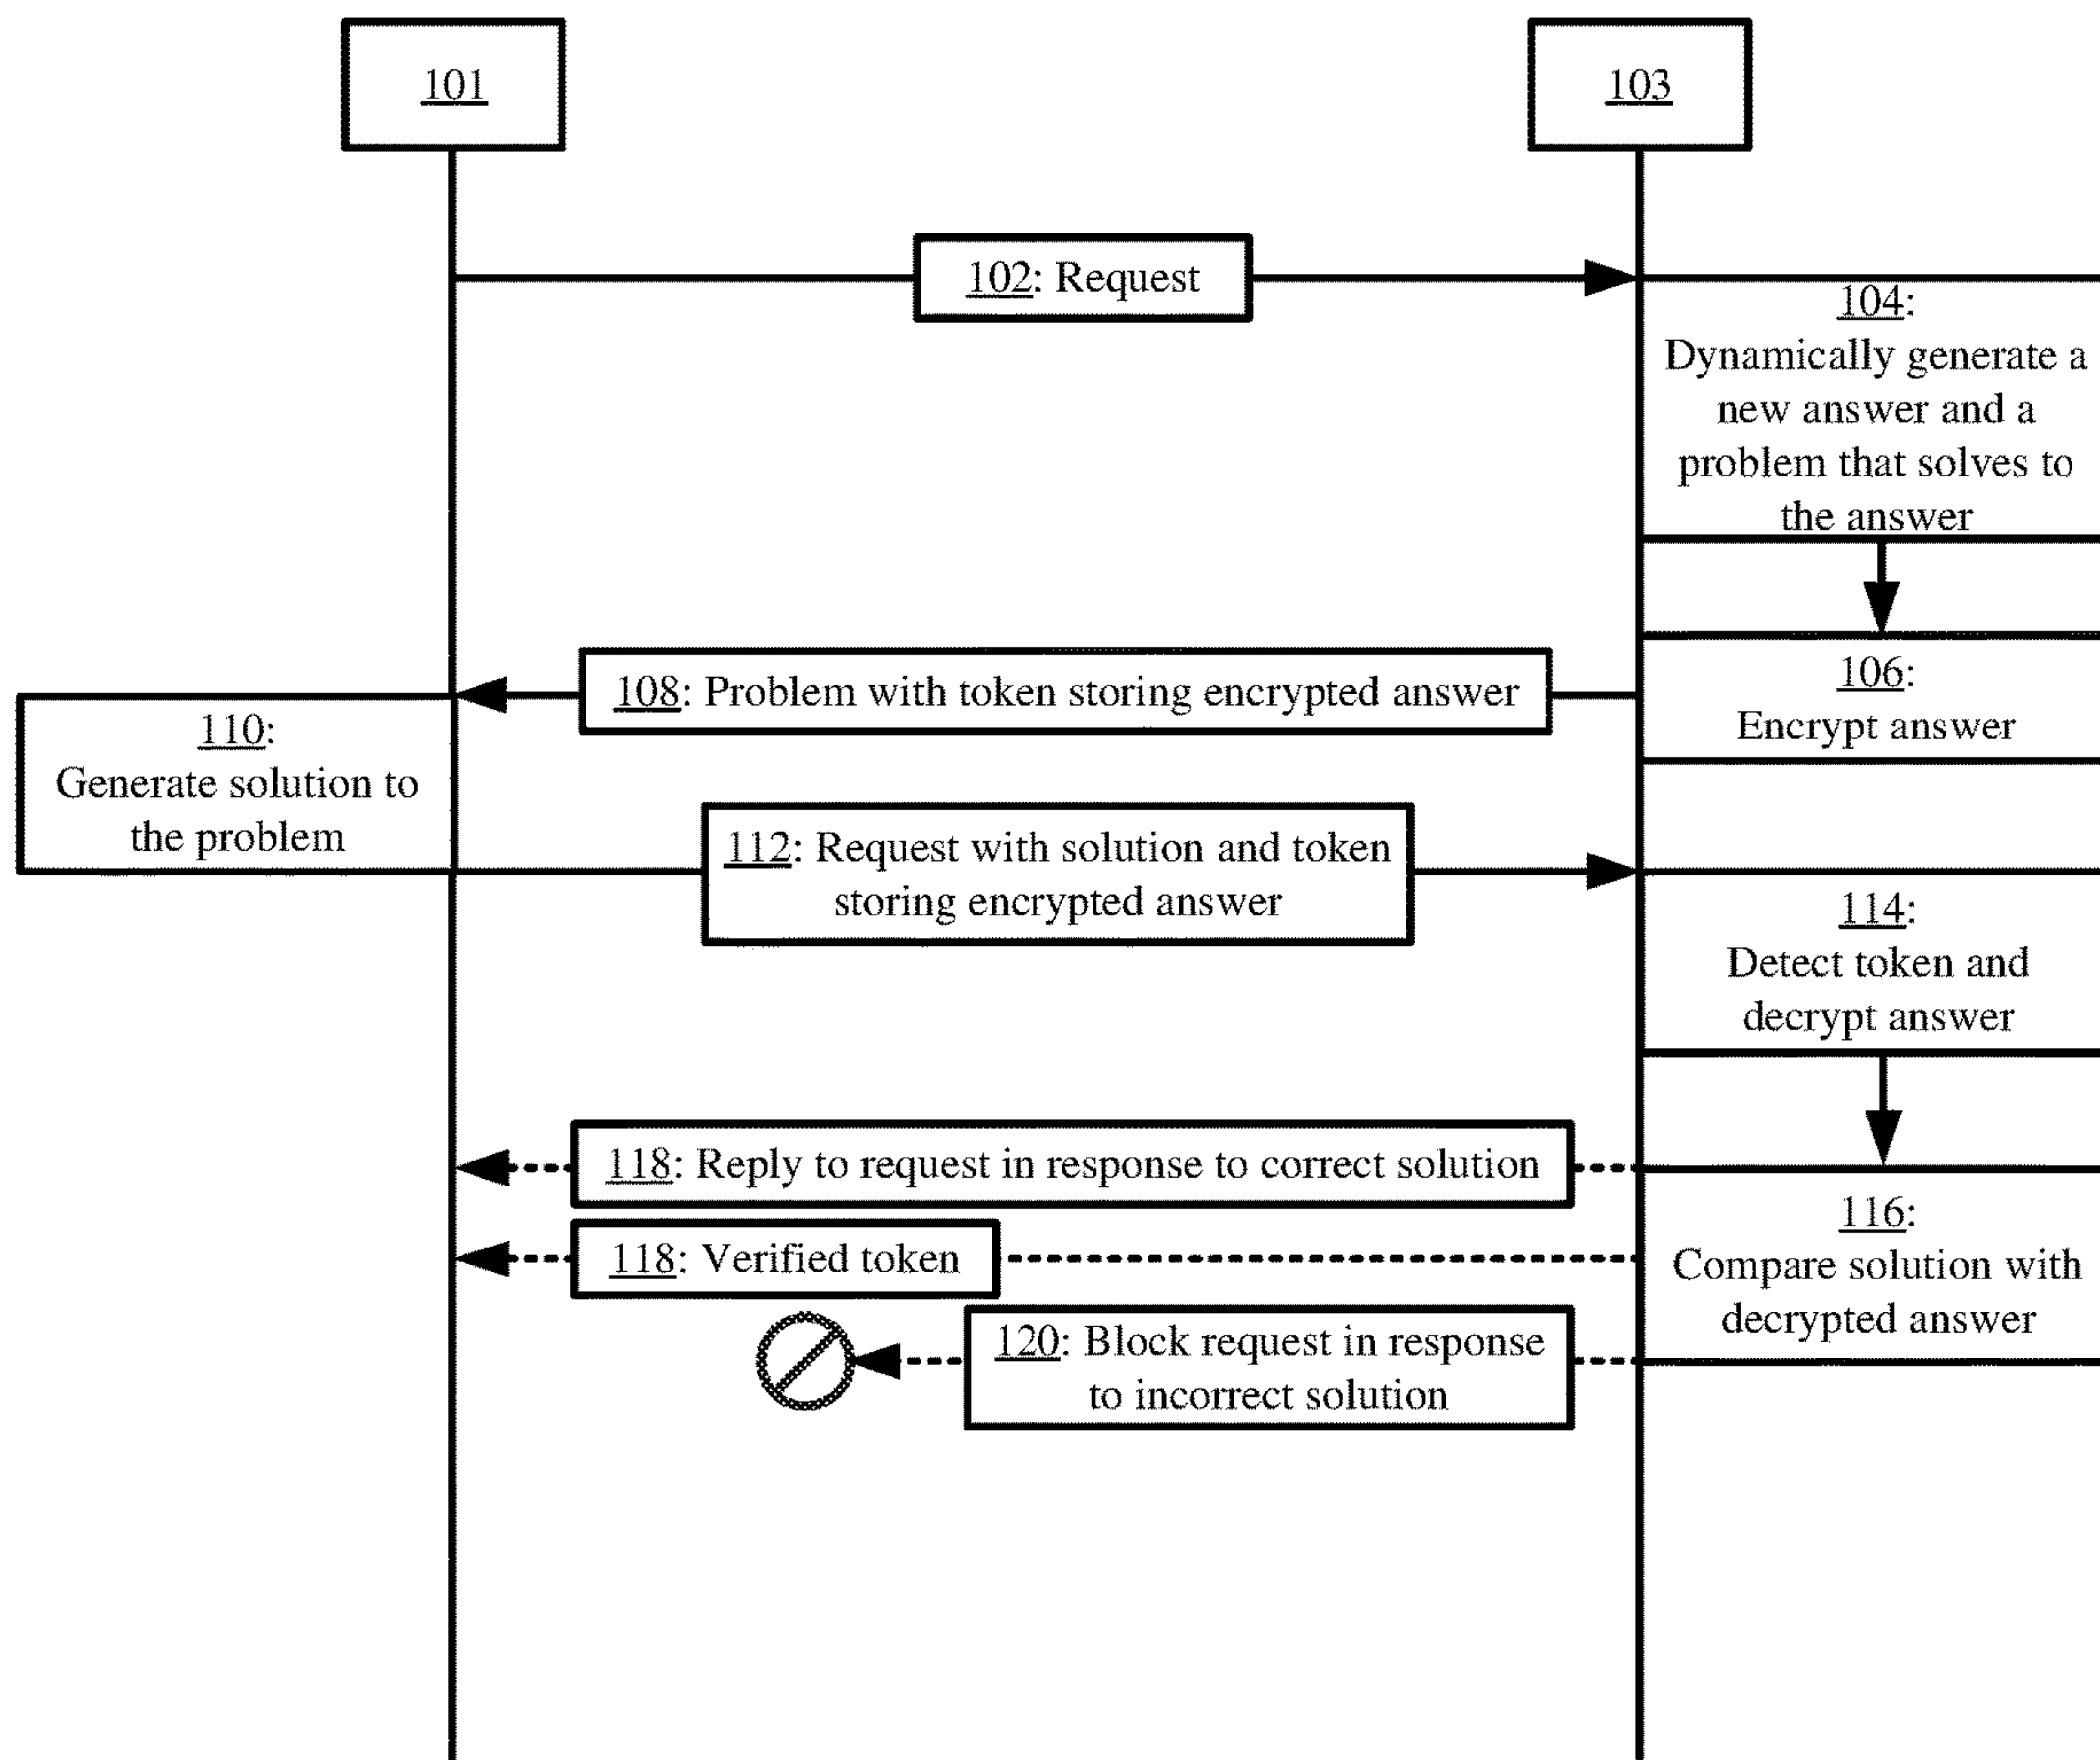 101
103
102: Request
104:
Dynamically generate a
new answer and a
problem that solves to
the answer
106:
Encrypt answer
108: Problem with token storing encrypted answer
110:
Generate solution to
the problem
112: Request with solution and token
storing encrypted answer
114:
Detect token and
decrypt answer
118: Reply to request in response to correct solution
116:
Compare solution with
decrypted answer
118: Verified token
120: Block request in response
to incorrect solution